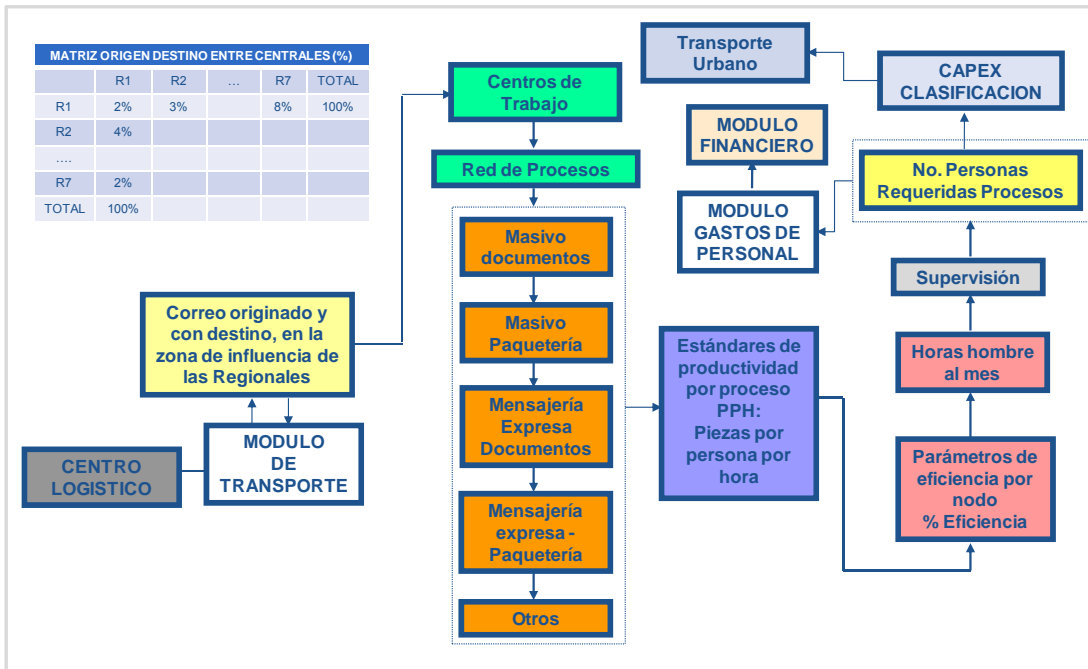 MATRIZ ORIGEN DESTINO ENTRE CENTRALES (%)
R1 R2 ... R7 TOTAL
R1 2% 3% 8% 100%
R2 4%
....
R7 2%
TOTAL 100%
Correo originado y
con destino, en la
zona de influencia de
las Regionales
CENTRO
LOGISTICO
MODULO
DE
TRANSPORTE
Centros de
Trabajo
Red de Procesos
Masivo
documentos
Masivo
Paquetería
Mensajería
Expresa
Documentos
Mensajería
expresa -
Paquetería
Otros
Estándares de
productividad
por proceso
PPH:
Piezas por
persona por
hora
Parámetros de
eficiencia por
nodo
% Eficiencia
Horas hombre
al mes
Supervisión
No. Personas
Requeridas Procesos
CAPEX
CLASIFICACION
Transporte
Urbano
MODULO
GASTOS DE
PERSONAL
MODULO
FINANCIERO